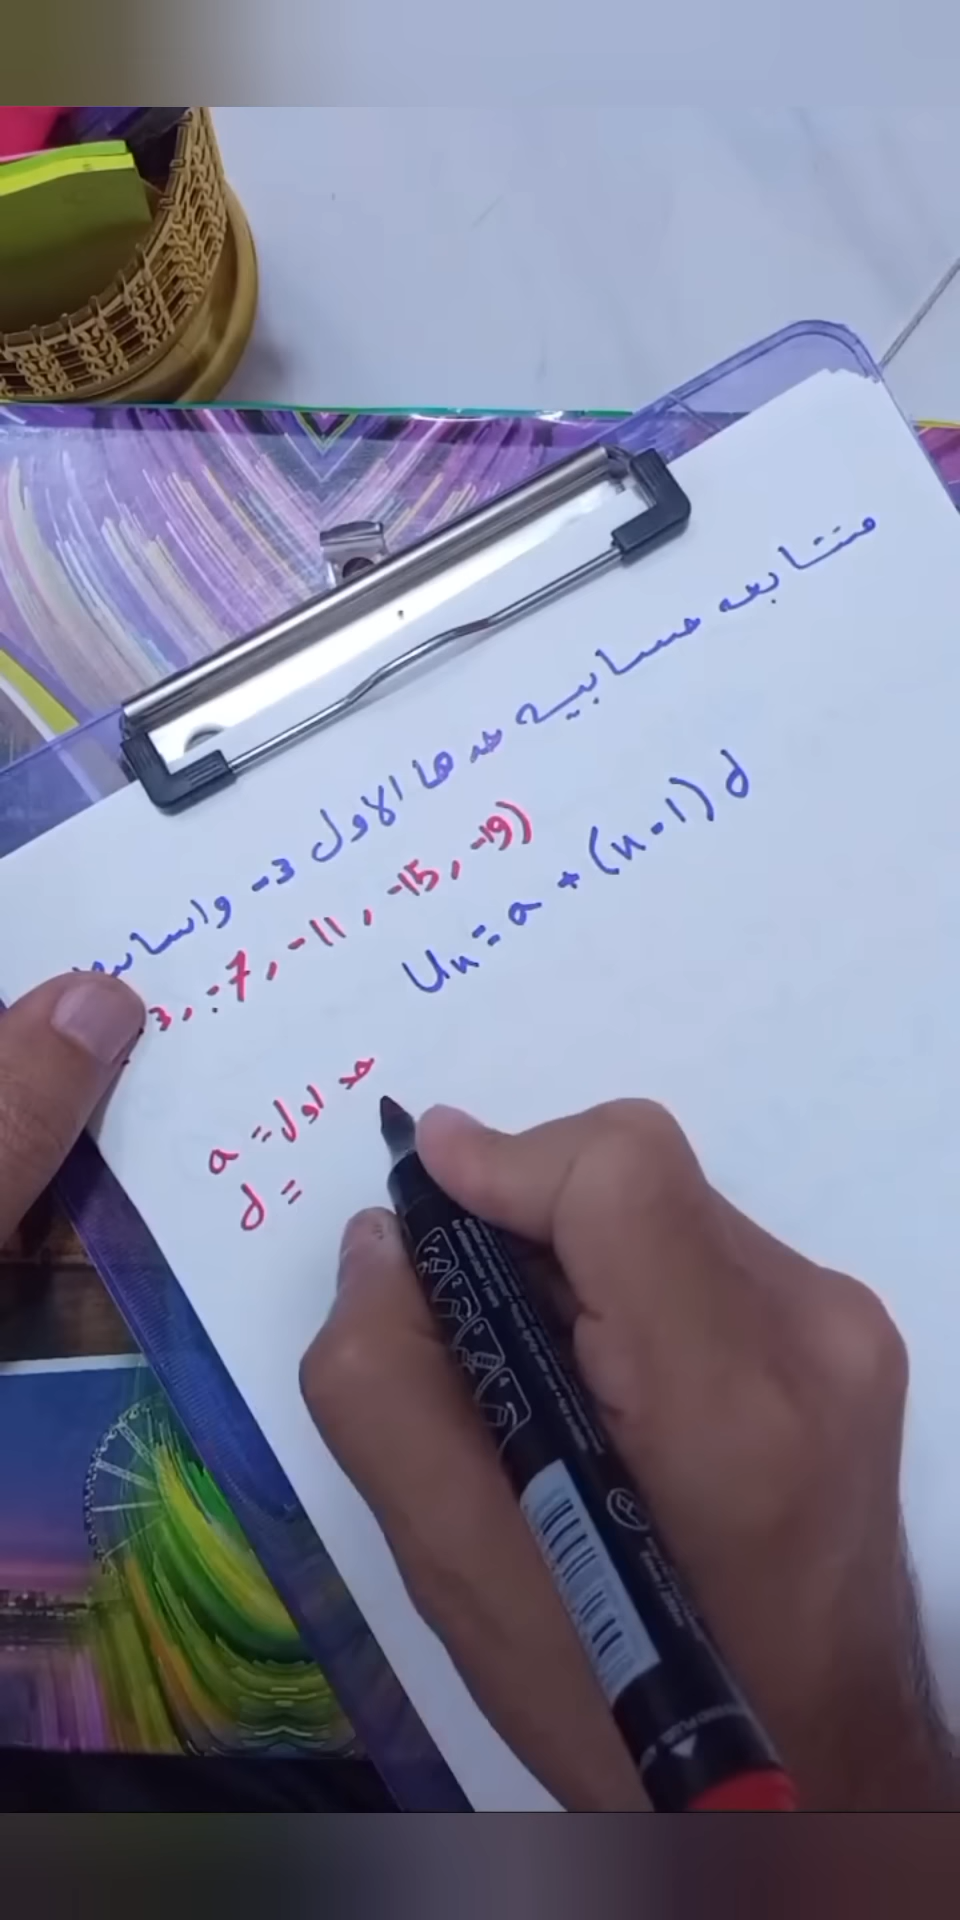 متتابعه حسابيه حدها الاول 3- واساسها
3, -7, -11, -15, -19)
Un = a + (n-1)d
a = حد اول
d =